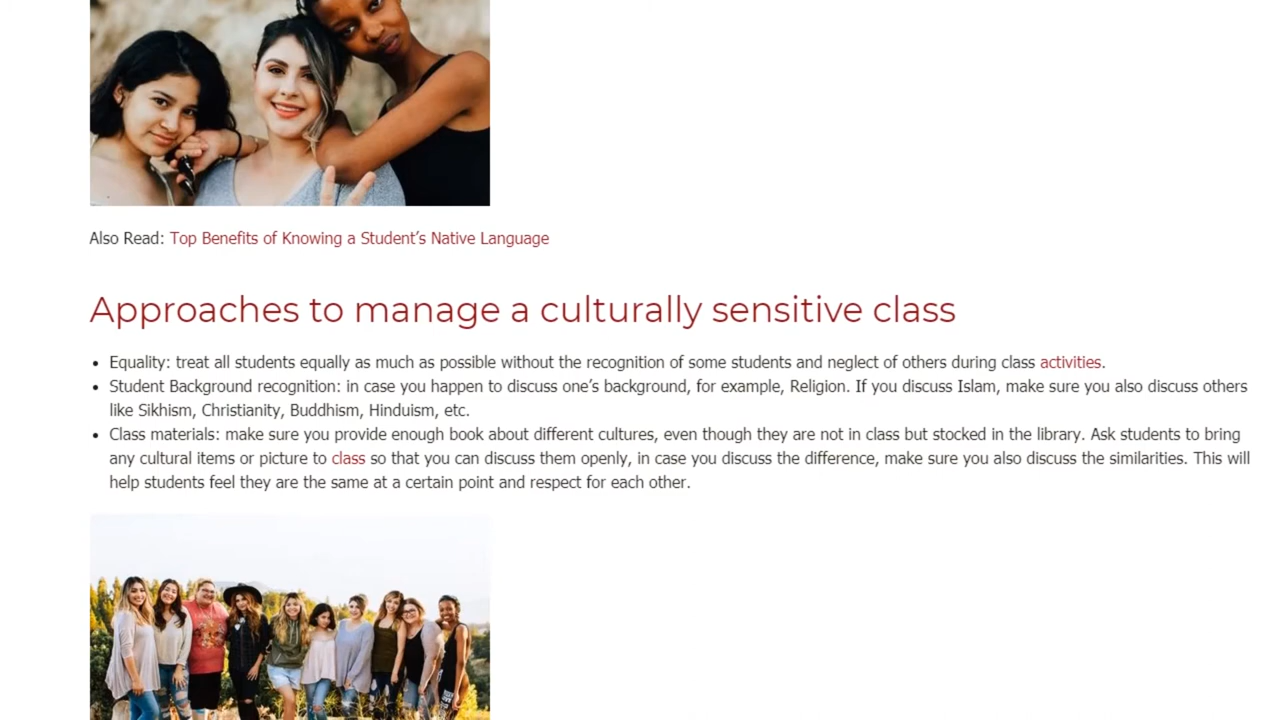 Also Read: Top Benefits of Knowing a Student’s Native Language
Approaches to manage a culturally sensitive class
• Equality: treat all students equally as much as possible without the recognition of some students and neglect of others during class activities.
• Student Background recognition: in case you happen to discuss one’s background, for example, Religion. If you discuss Islam, make sure you also discuss others
like Sikhism, Christianity, Buddhism, Hinduism, etc.
• Class materials: make sure you provide enough book about different cultures, even though they are not in class but stocked in the library. Ask students to bring
any cultural items or picture to class so that you can discuss them openly, in case you discuss the difference, make sure you also discuss the similarities. This will
help students feel they are the same at a certain point and respect for each other.